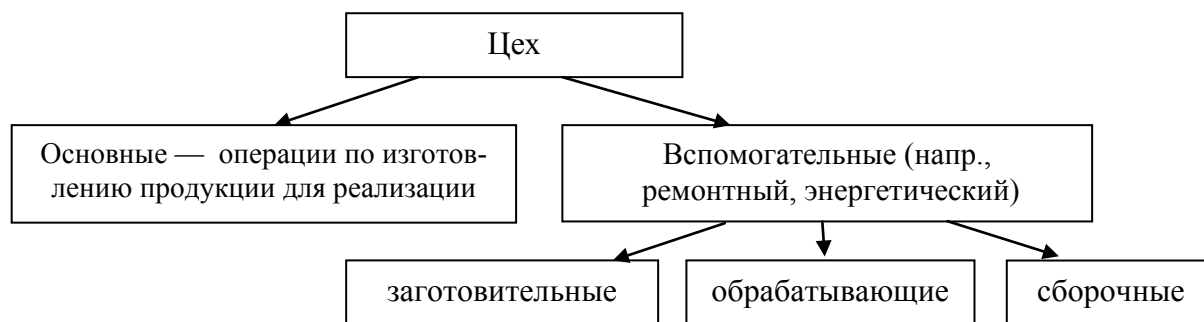 Цех
Основные — операции по изготов-
лению продукции для реализации
Вспомогательные (напр.,
ремонтный, энергетический)
заготовительные
обрабатывающие
сборочные